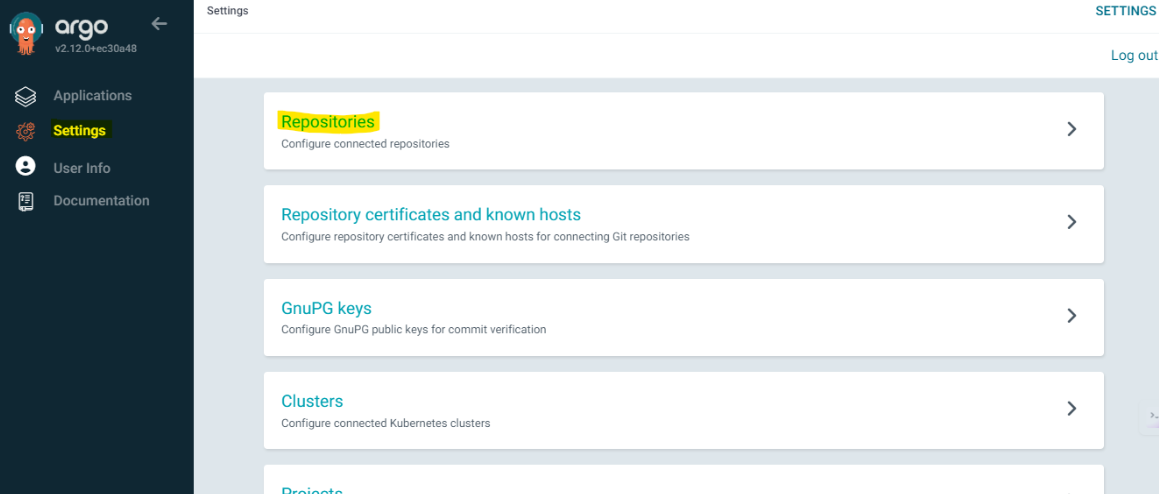 argo
v2.12.0+ec30a48
Applications
Settings
User Info
Documentation
Settings
SETTINGS
Log out
Repositories
Configure connected repositories
Repository certificates and known hosts
Configure repository certificates and known hosts for connecting Git repositories
GnuPG keys
Configure GnuPG public keys for commit verification
Clusters
Configure connected Kubernetes clusters
Projects